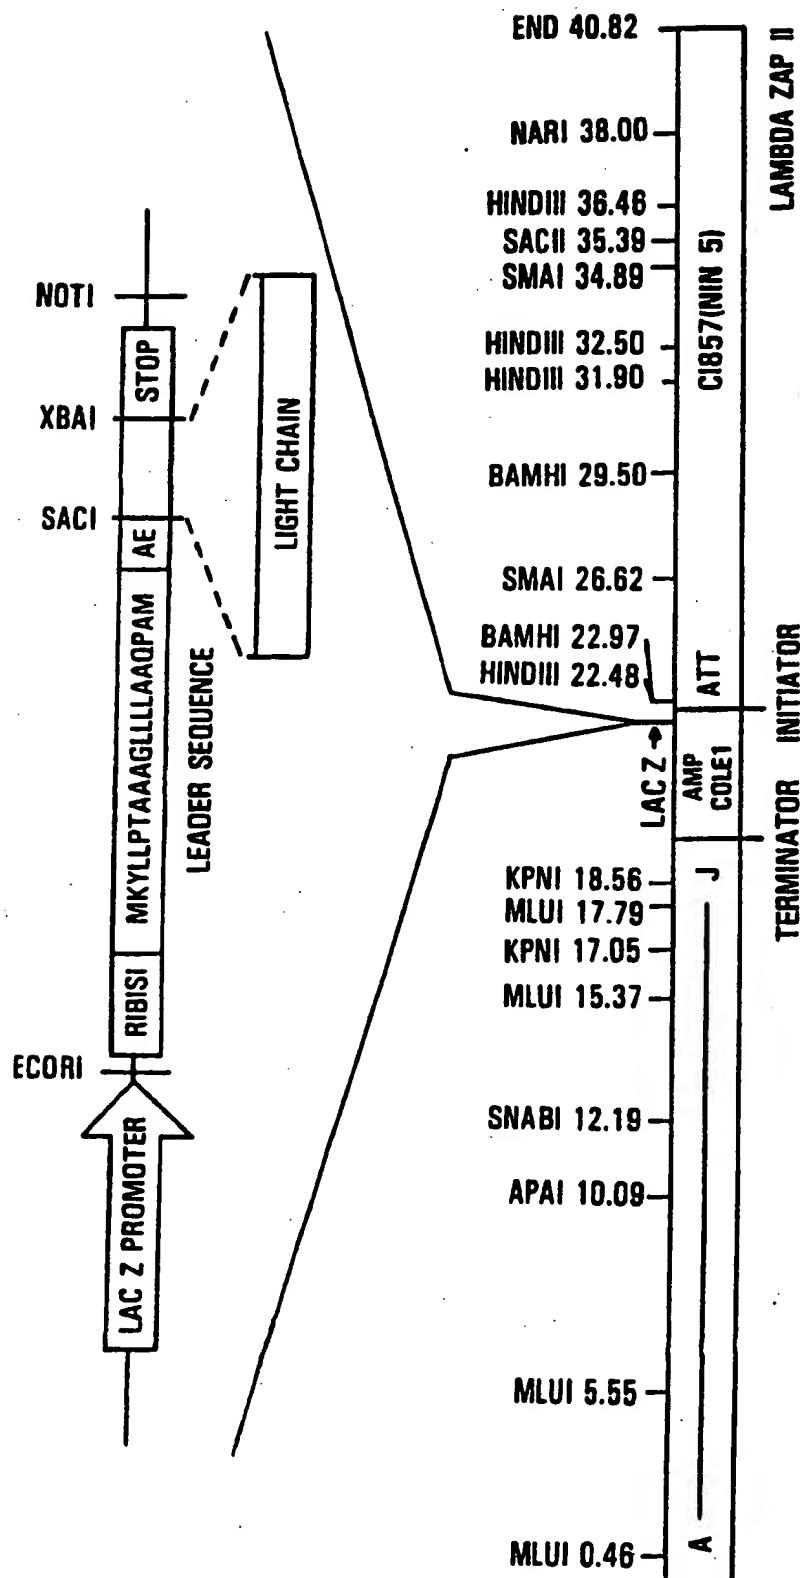 NOTI
STOP
XBAI
SACI
AE
MKYLLPTAAAGLLLLAAQPAM
LEADER SEQUENCE
RIBISI
ECORI
LAC Z PROMOTER
LIGHT CHAIN
END 40.82
NARI 38.00
HINDIII 36.46
SACII 35.39
SMAI 34.89
HINDIII 32.50
HINDIII 31.90
BAMHI 29.50
SMAI 26.62
BAMHI 22.97
HINDIII 22.48
LAC Z
KPNI 18.56
MLUI 17.79
KPNI 17.05
MLUI 15.37
SNABI 12.19
APAI 10.09
MLUI 5.55
MLUI 0.46
CI857(NIN 5)
ATT
AMP
COLE1
J
A
LAMBDA ZAP II
INITIATOR
TERMINATOR